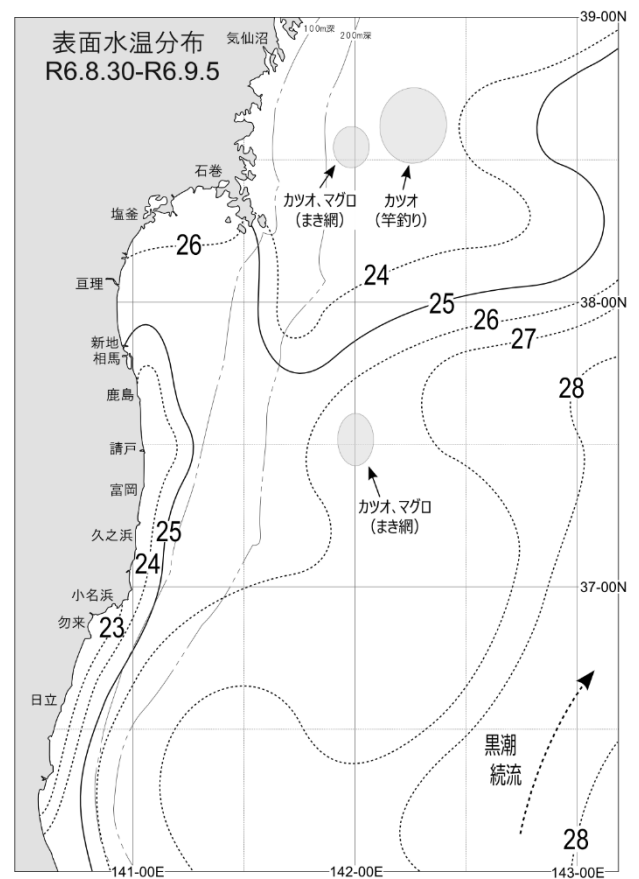 表面水温分布
R6.8.30-R6.9.5
気仙沼
100m深
200m深
39-00N
石巻
カツオ、マグロ
(まき網)
カツオ
(竿釣り)
塩釜
26
24
亘理
25
38-00N
26
27
新地
相馬
28
鹿島
請戸
富岡
カツオ、マグロ
(まき網)
久之浜
25
24
37-00N
小名浜
23
勿来
日立
黒潮
続流
28
141-00E
142-00E
143-00E